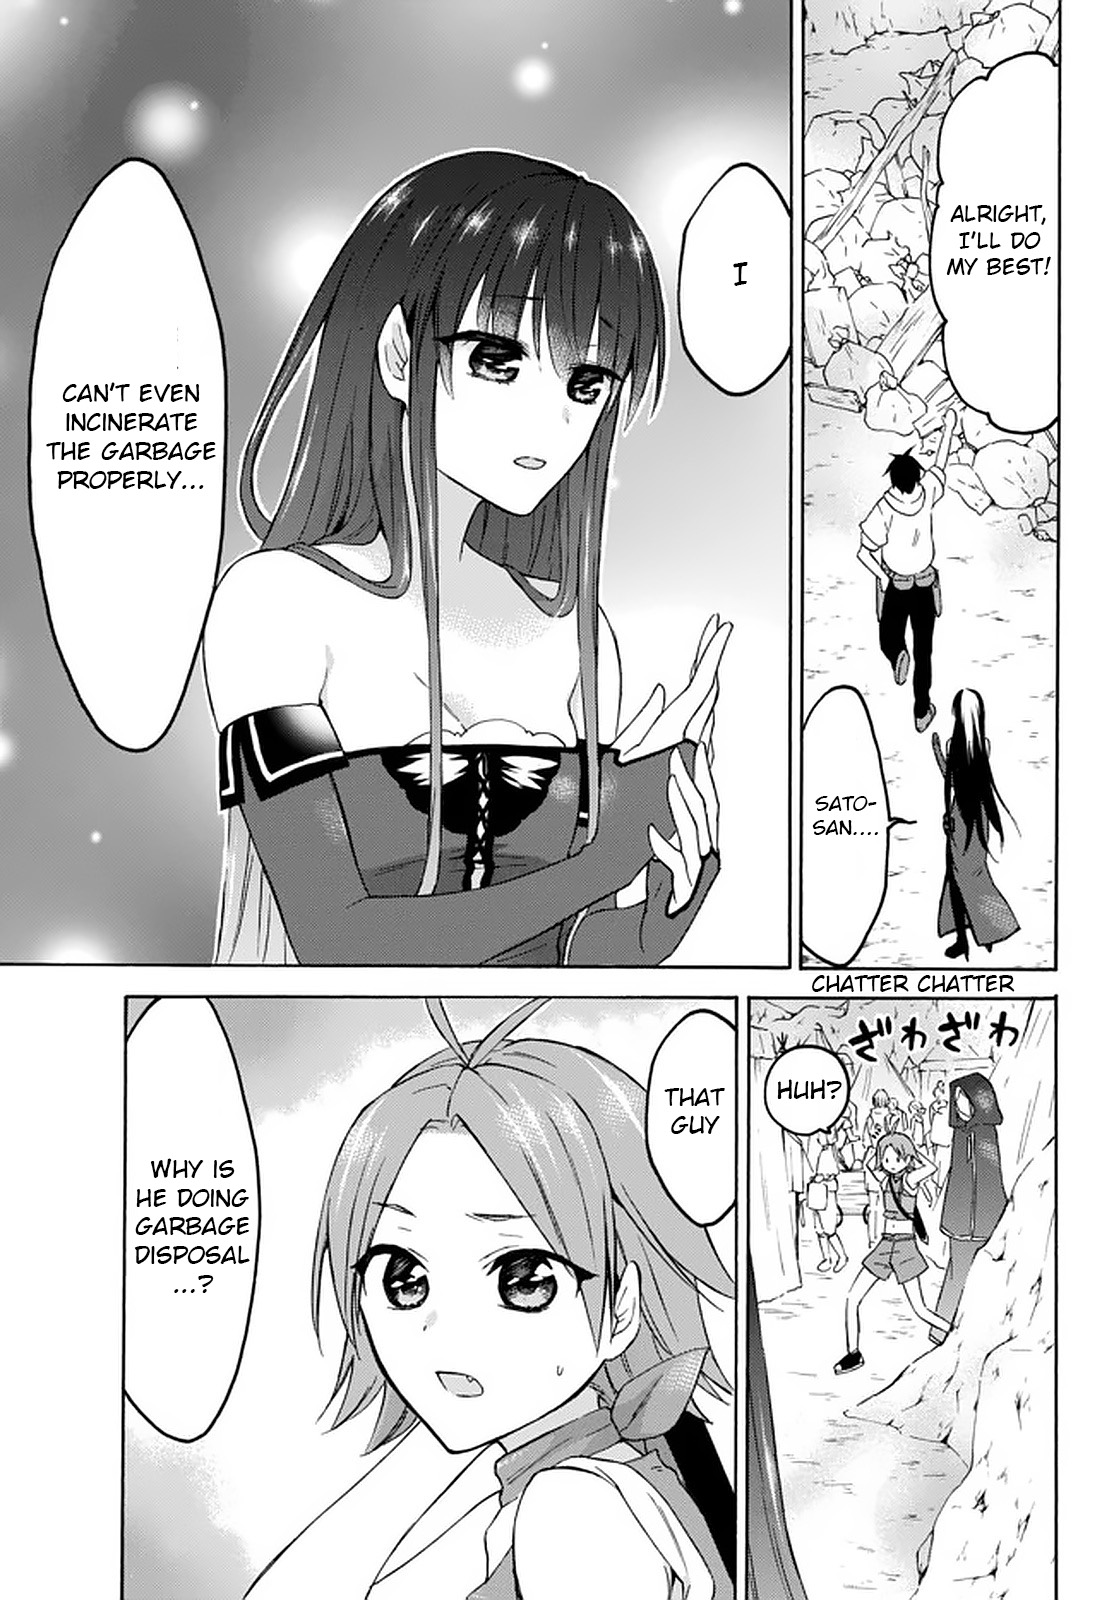 ALRIGHT,
I'LL DO
MY BEST!
SATO-
SAN....
I
CAN'T EVEN
INCINERATE
THE GARBAGE
PROPERLY...
CHATTER CHATTER
ざわざわ
HUH?
THAT
GUY
WHY IS
HE DOING
GARBAGE
DISPOSAL
...?